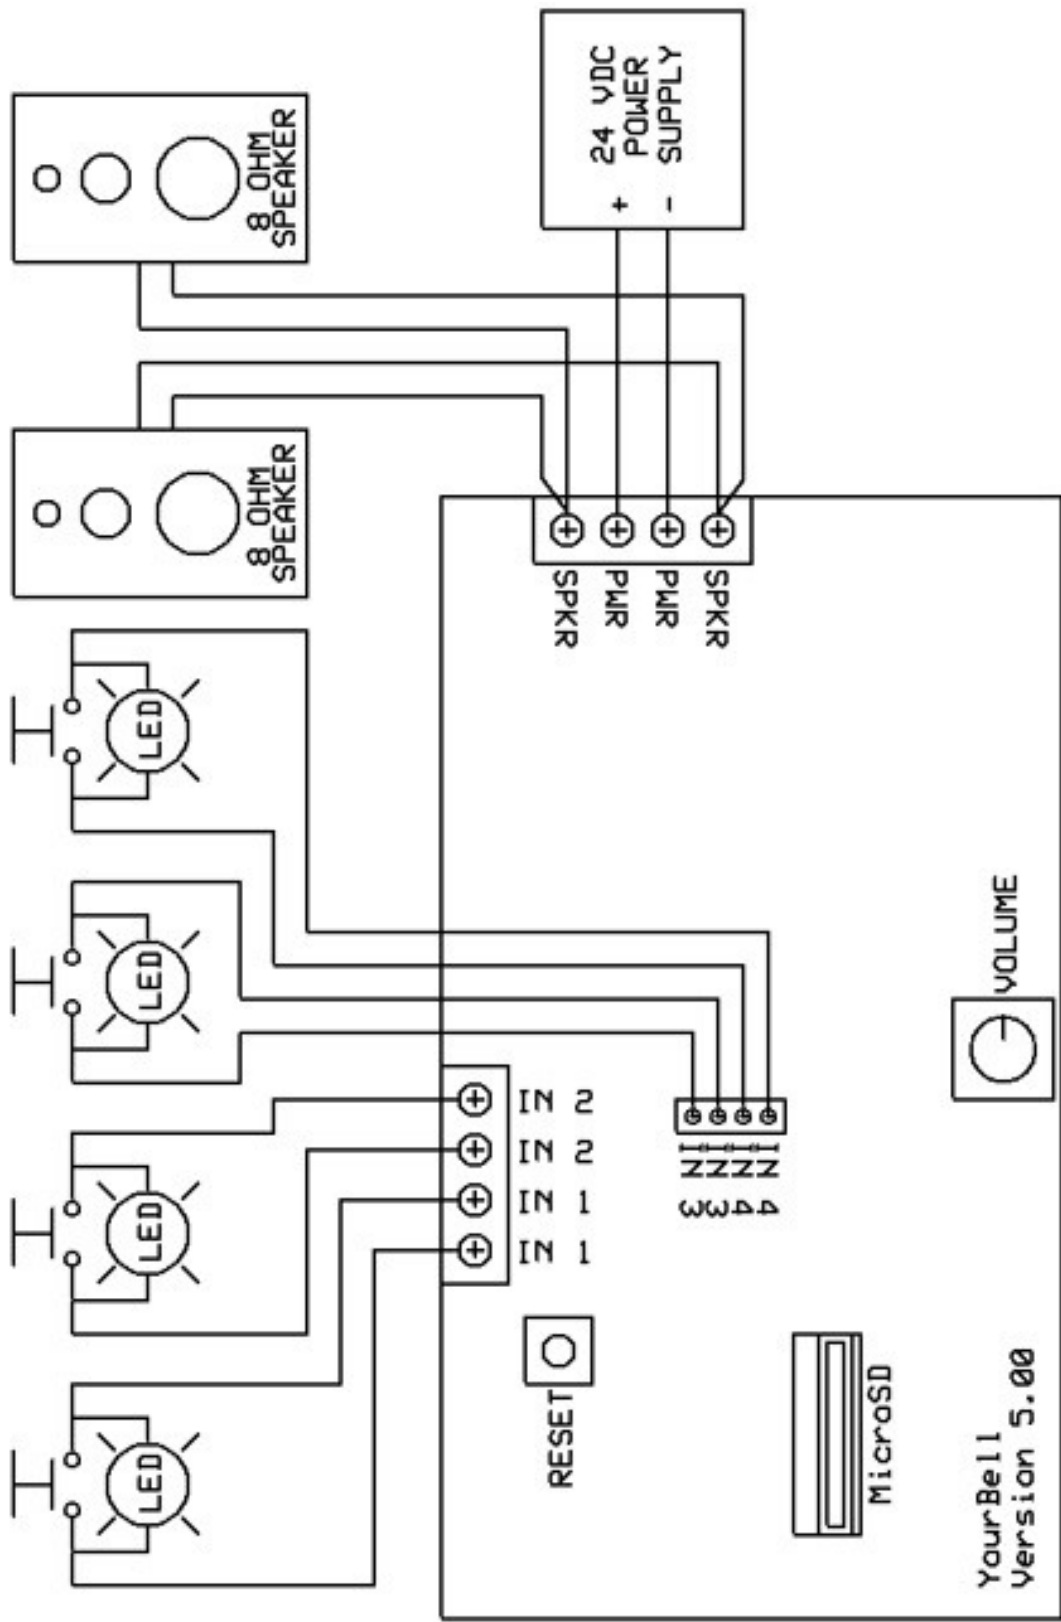 8 OHM
SPEAKER
8 OHM
SPEAKER
24 VDC
POWER
SUPPLY
+
-
SPKR
PWR
PWR
SPKR
LED
LED
LED
LED
IN 2
IN 2
IN 1
IN 1
IN 3
IN 3
IN 4
IN 4
VOLUME
RESET
MicroSD
YourBell
Version 5.00